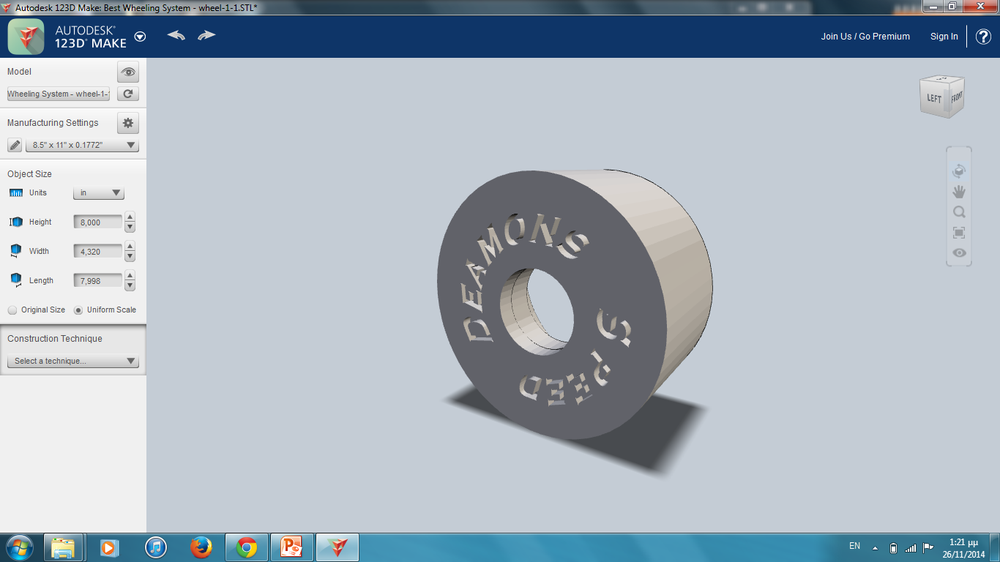 Autodesk 123D Make: Best Wheeling System - wheel-1-1.STL*
AUTODESK®
123D® MAKE
Join Us / Go Premium
Sign In
?
Model
Wheeling System - wheel-1-
Manufacturing Settings
8.5" x 11" x 0.1772"
Object Size
Units
in
Height
8,000
Width
4,320
Length
7,998
Original Size
Uniform Scale
Construction Technique
Select a technique...
LEFT
FRONT
DEAMONS
SPEED
EN
1:21 μμ
26/11/2014